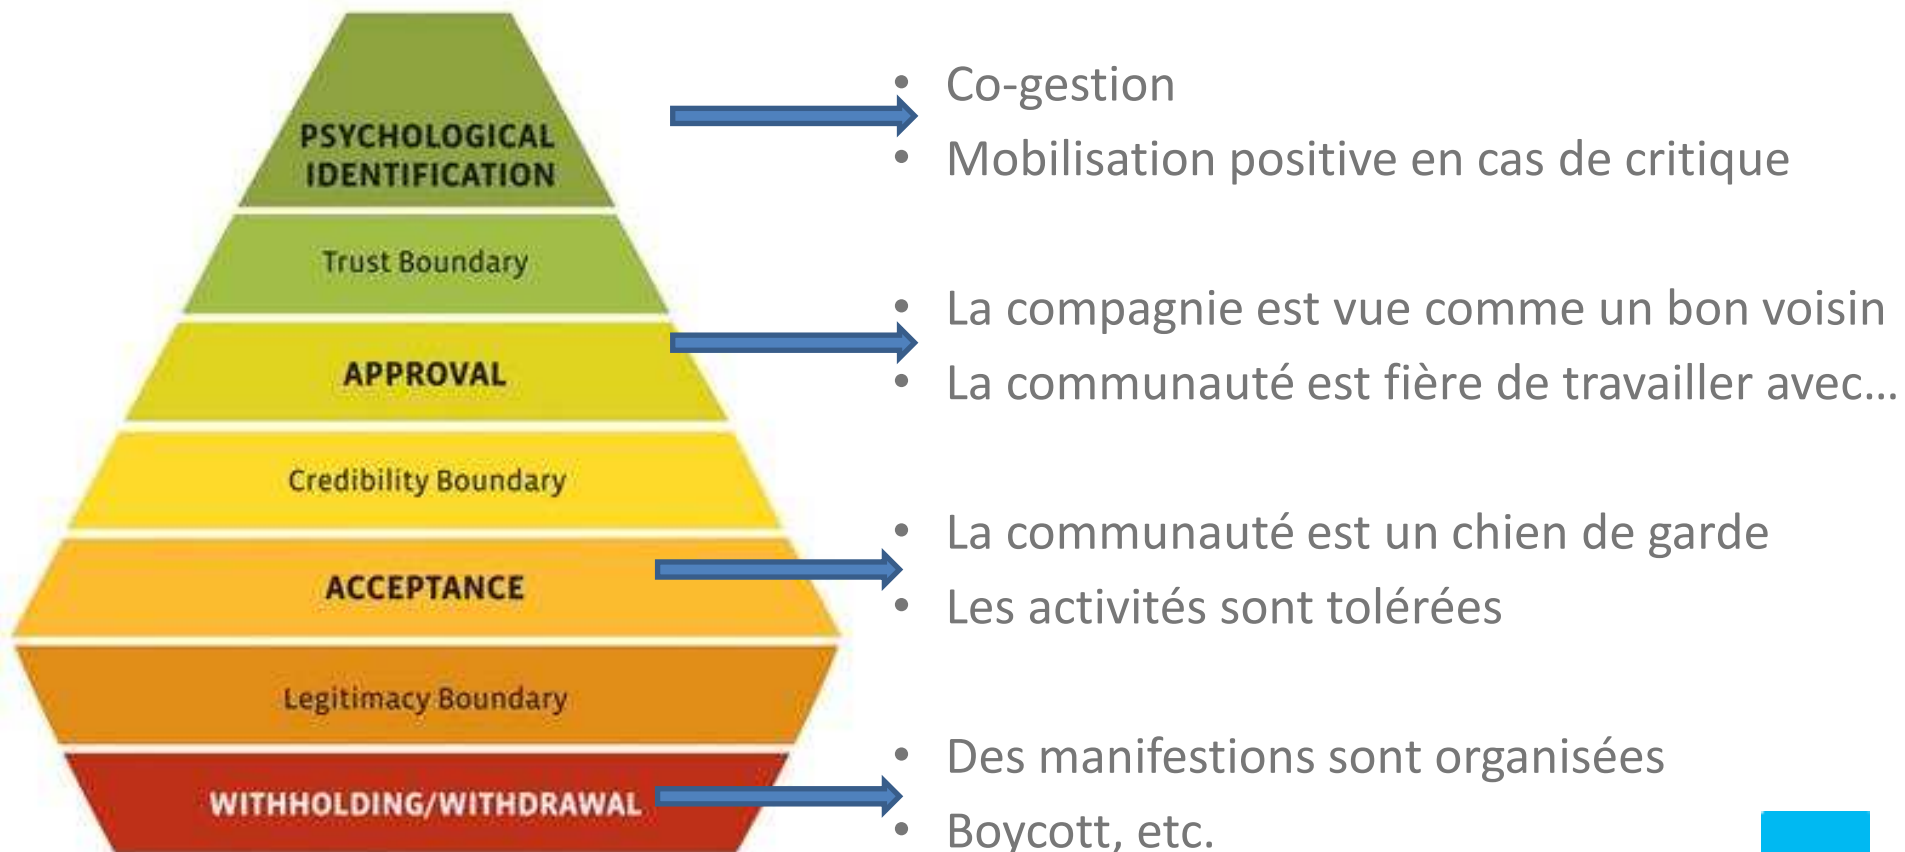 PSYCHOLOGICAL
IDENTIFICATION
Trust Boundary
APPROVAL
Credibility Boundary
ACCEPTANCE
Legitimacy Boundary
WITHHOLDING/WITHDRAWAL
• Co-gestion
• Mobilisation positive en cas de critique
• La compagnie est vue comme un bon voisin
• La communauté est fière de travailler avec…
• La communauté est un chien de garde
• Les activités sont tolérées
• Des manifestions sont organisées
• Boycott, etc.